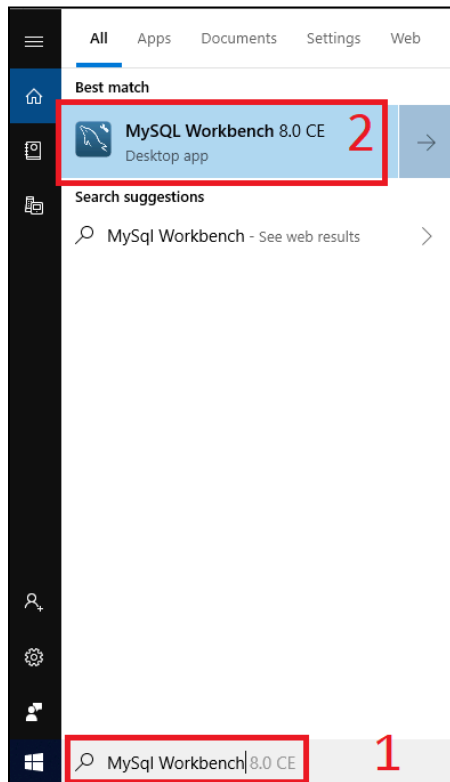 All Apps Documents Settings Web
Best match
MySQL Workbench 8.0 CE 2
Desktop app
Search suggestions
MySql Workbench - See web results
MySql Workbench 8.0 CE 1